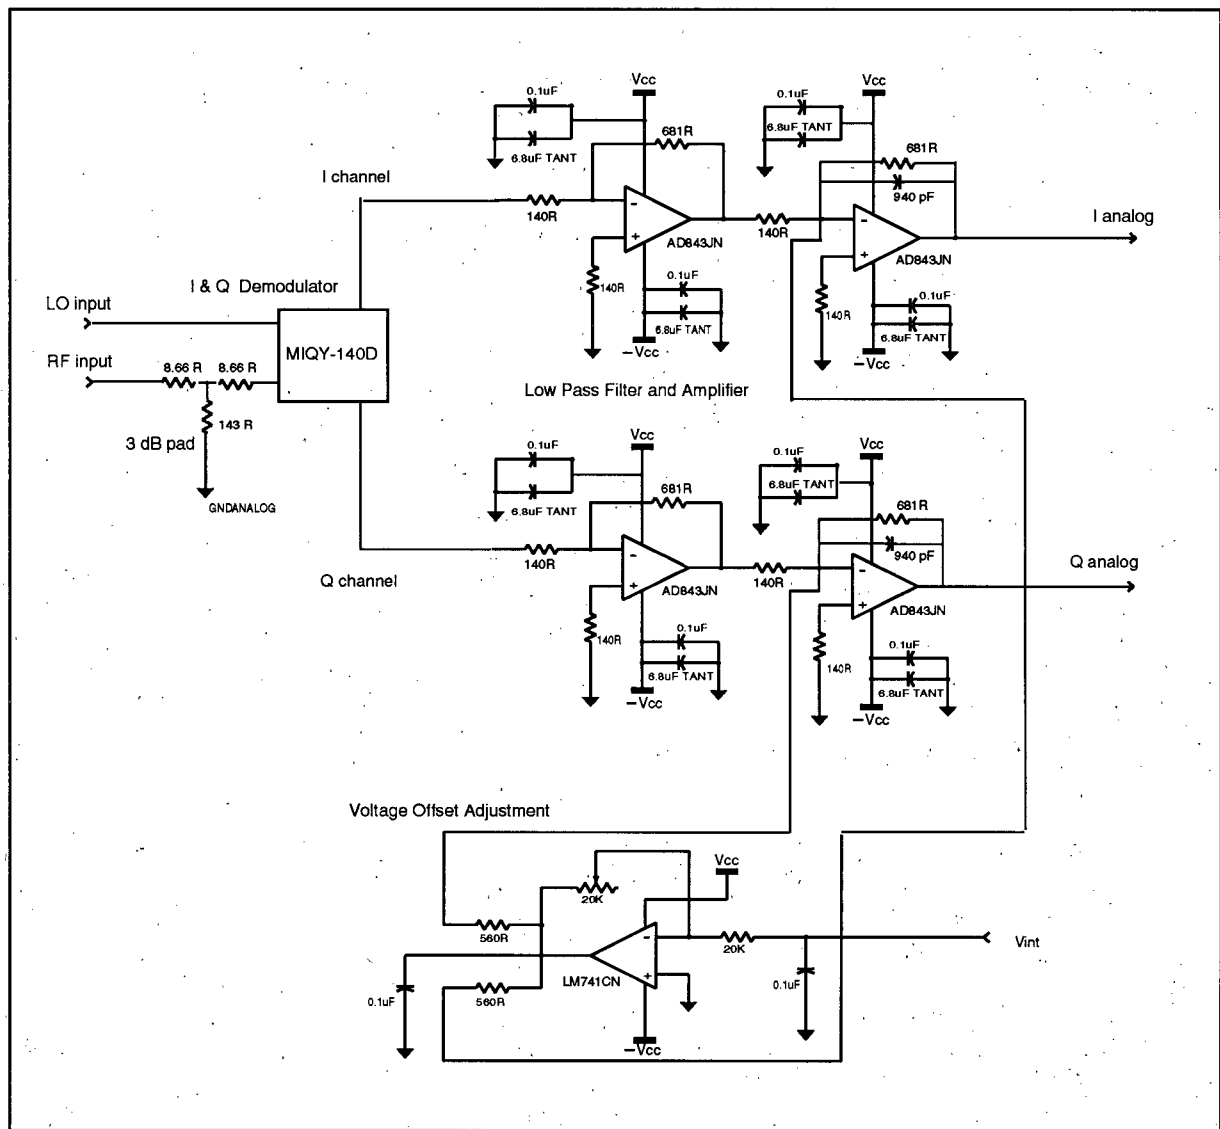 Vcc
Vcc
0.1uF
0.1uF
6.8uF TANT
681R
681R
6.8uF TANT
I channel
940 pF
140R
140R
I analog
AD843JN
AD843JN
0.1uF
0.1uF
140R
140R
6.8uF TANT
6.8uF TANT
−Vcc
−Vcc
I & Q Demodulator
LO input
MIQY-140D
RF input
8.66 R
8.66 R
143 R
3 dB pad
GNDANALOG
Low Pass Filter and Amplifier
Vcc
Vcc
0.1uF
0.1uF
6.8uF TANT
681R
681R
6.8uF TANT
940 pF
140R
140R
Q channel
Q analog
AD843JN
AD843JN
0.1uF
0.1uF
140R
140R
6.8uF TANT
6.8uF TANT
−Vcc
−Vcc
Voltage Offset Adjustment
Vcc
20K
560R
20K
Vint
LM741CN
0.1uF
560R
0.1uF
−Vcc